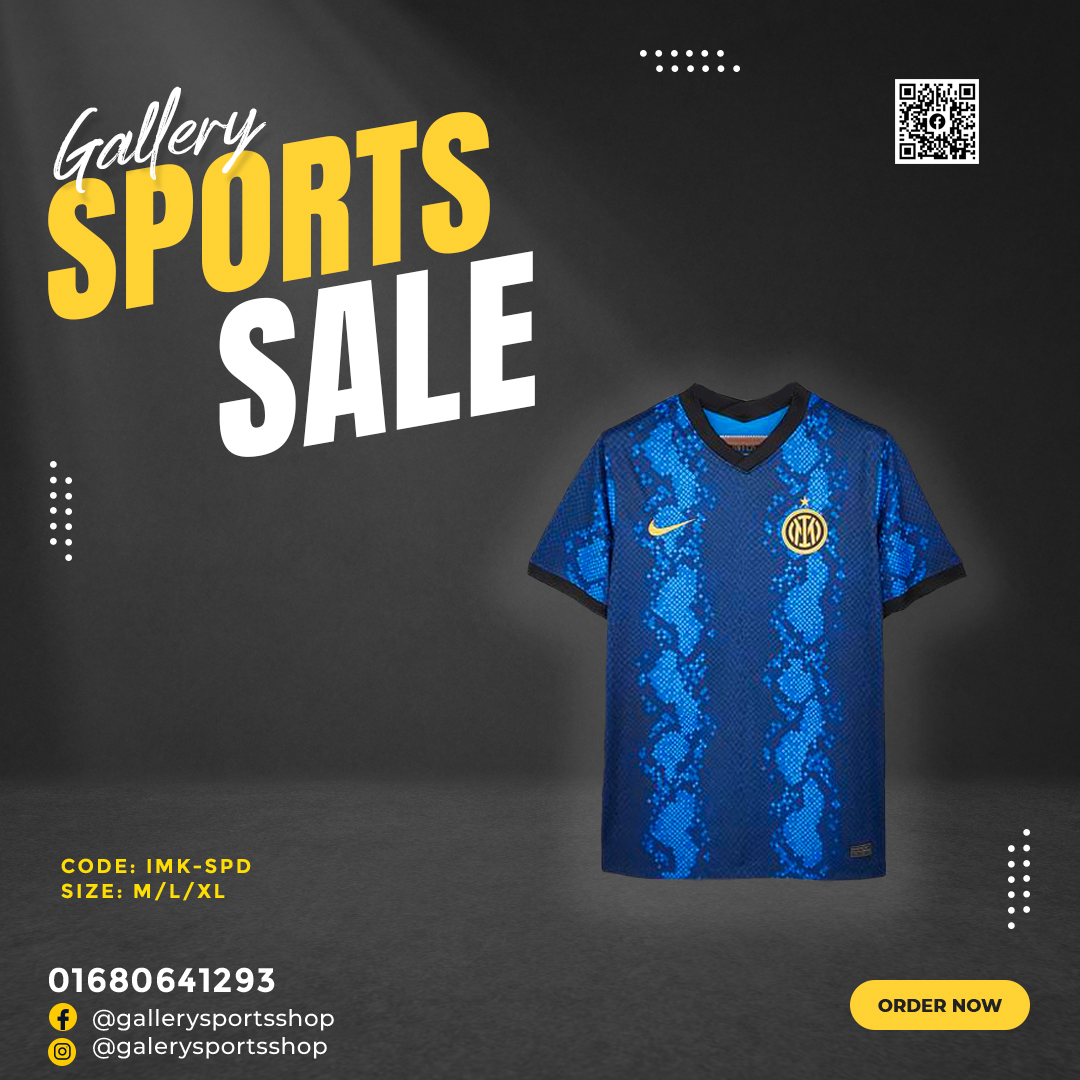 Gallery
SPORTS
SALE
CODE: IMK-SPD
SIZE: M/L/XL
01680641293
@gallerysportsshop
@galerysportsshop
ORDER NOW